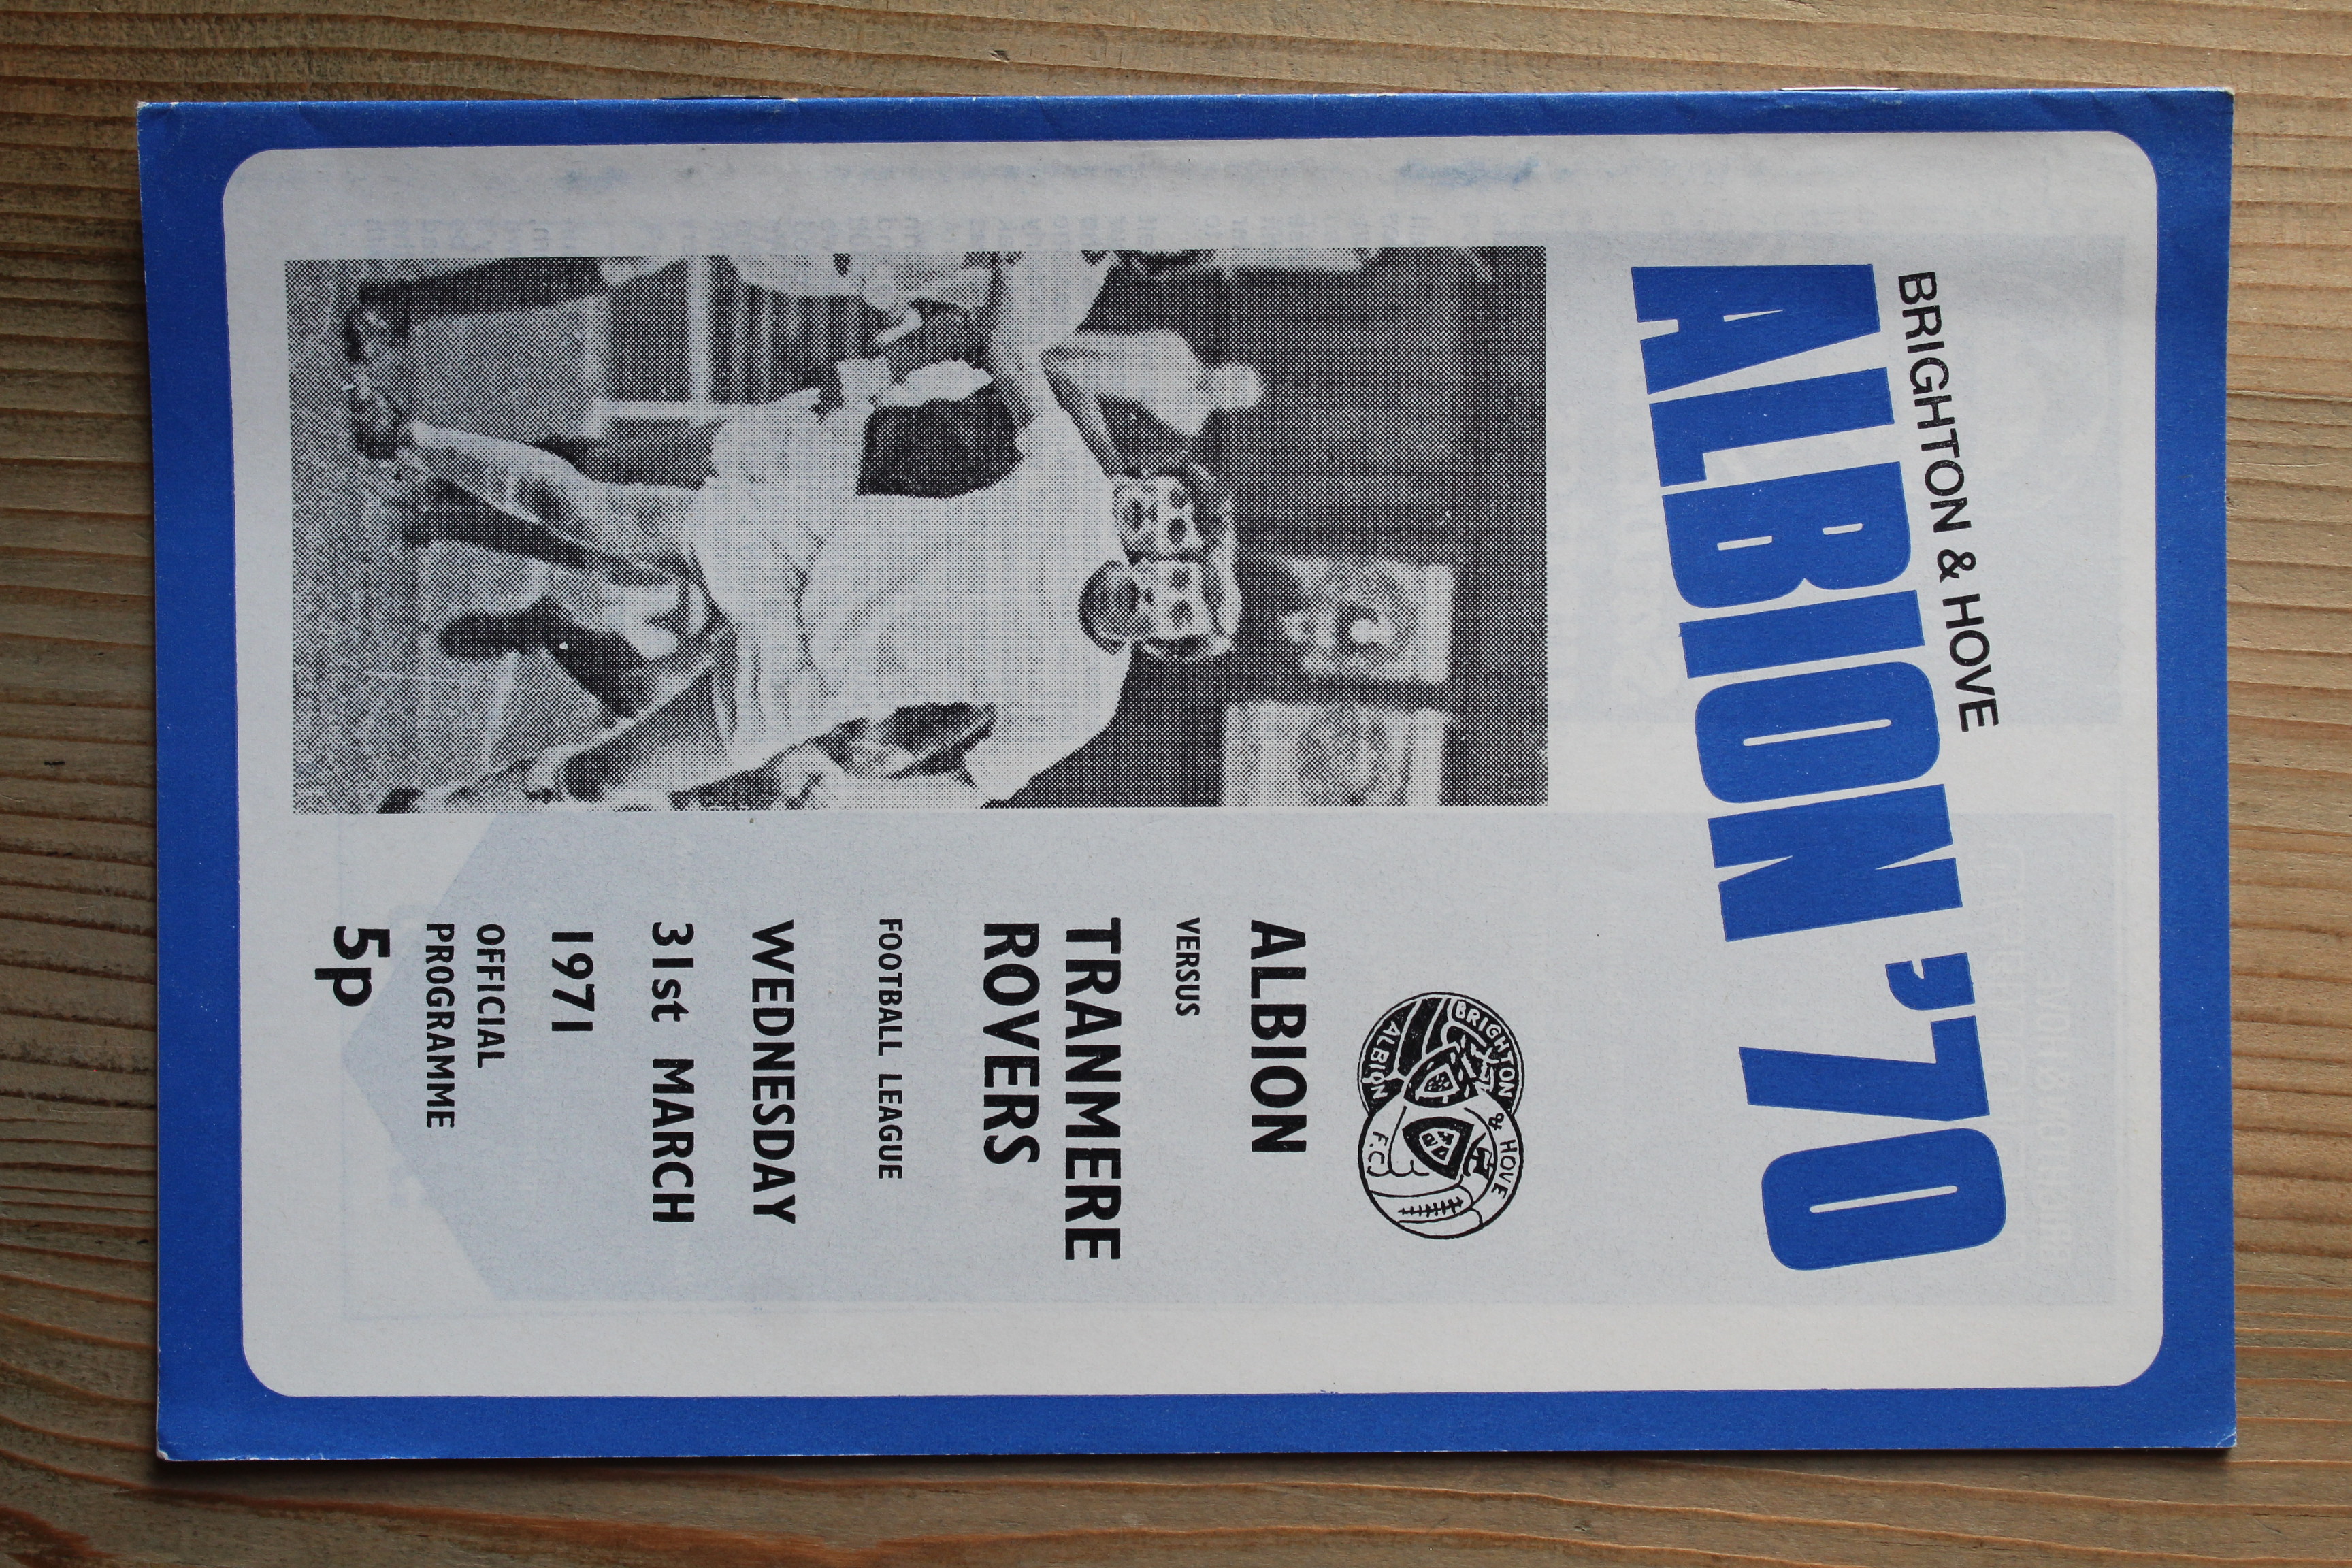 BRIGHTON & HOVE
ALBION '70
BRIGHTON & HOVE
ALBION F.C.
ALBION
VERSUS
TRANMERE
ROVERS
FOOTBALL LEAGUE
WEDNESDAY
31st MARCH
1971
OFFICIAL
PROGRAMME
5p